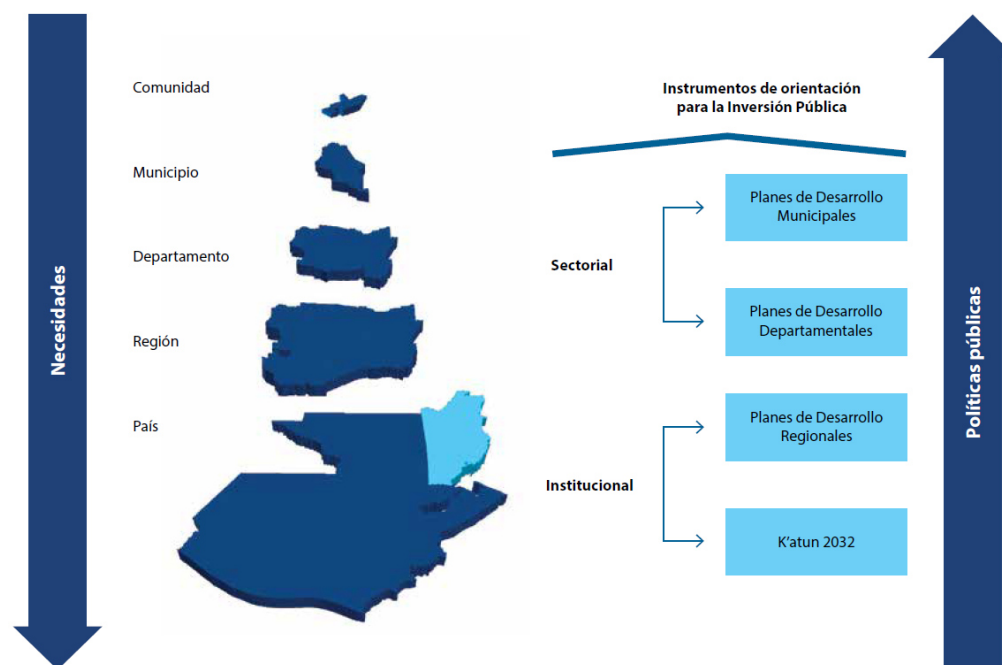 Necesidades
Comunidad
Municipio
Departamento
Región
País
Instrumentos de orientación
para la Inversión Pública
Sectorial
Planes de Desarrollo
Municipales
Planes de Desarrollo
Departamentales
Institucional
Planes de Desarrollo
Regionales
K’atun 2032
Políticas públicas